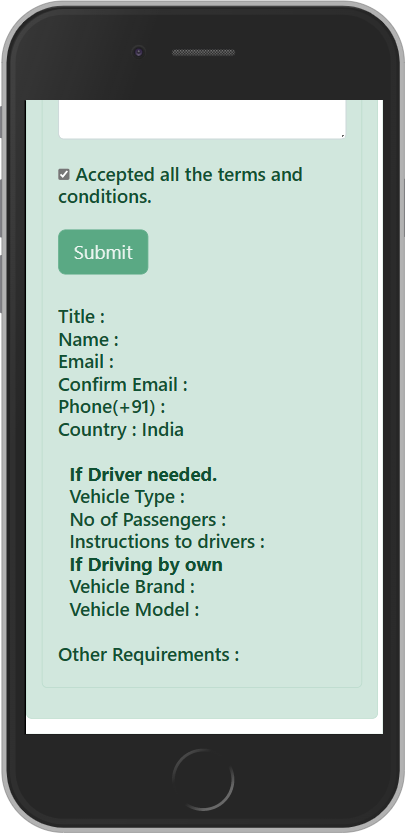 Accepted all the terms and
conditions.
Submit
Title :
Name :
Email :
Confirm Email :
Phone(+91) :
Country : India
If Driver needed.
Vehicle Type :
No of Passengers :
Instructions to drivers :
If Driving by own
Vehicle Brand :
Vehicle Model :
Other Requirements :